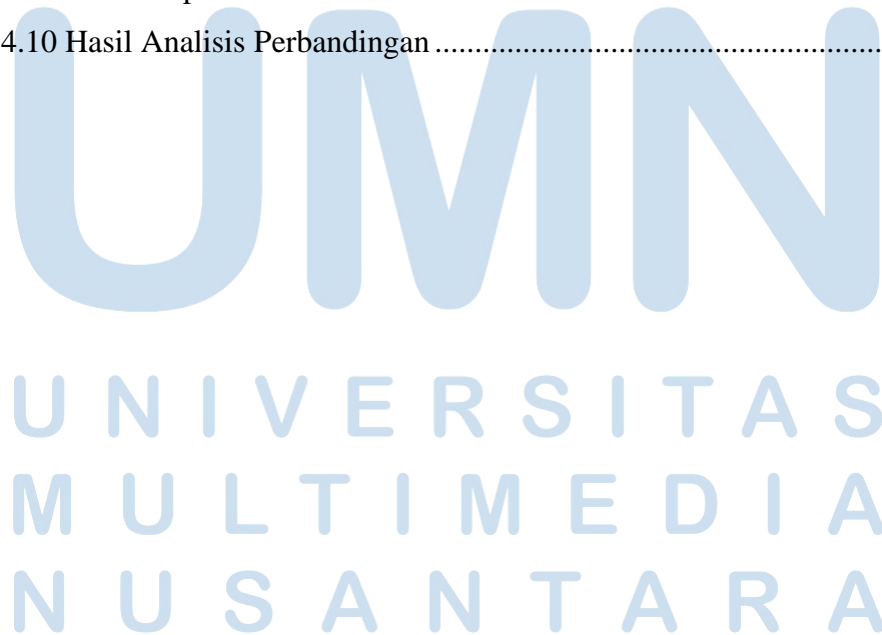 4.10 Hasil Analisis Perbandingan ....................................................................
UMN
UNIVERSITAS
MULTIMEDIA
NUSANTARA